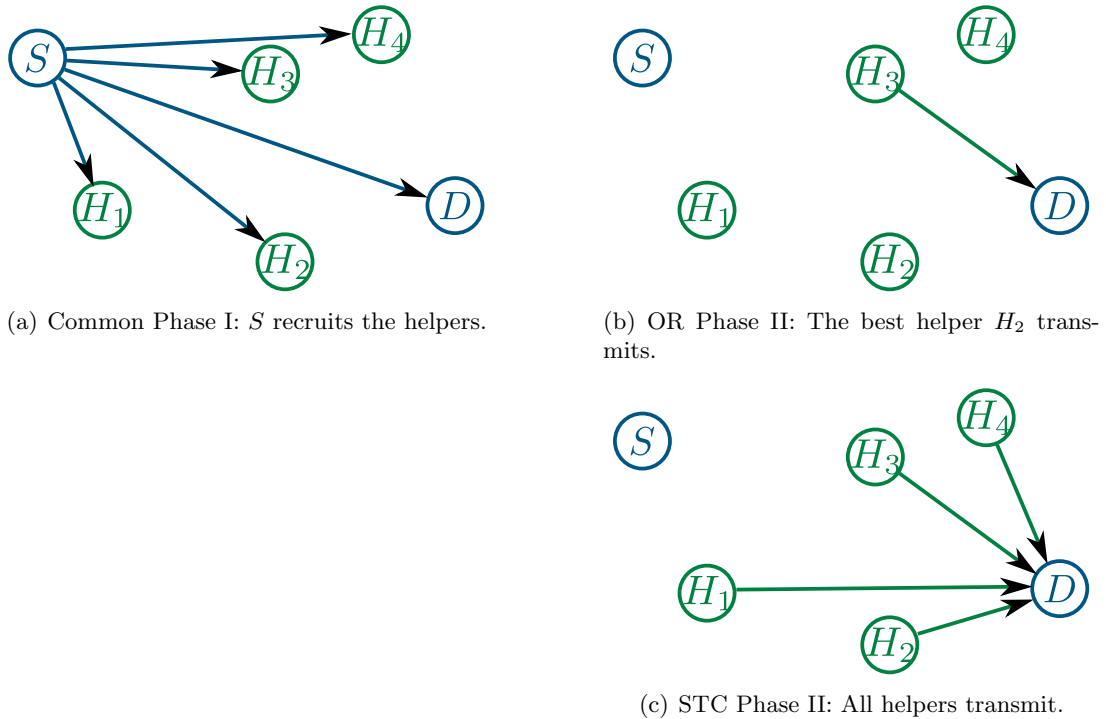 S
H₄
H₃
H₁
H₂
D
(a) Common Phase I: S recruits the helpers.
S
H₄
H₃
H₁
H₂
D
(b) OR Phase II: The best helper H₂ trans-
mits.
S
H₄
H₃
H₁
H₂
D
(c) STC Phase II: All helpers transmit.